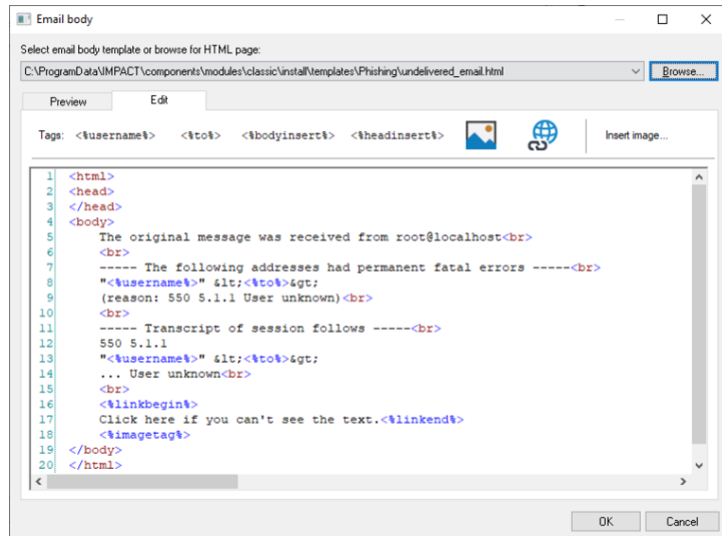 Email body
Select email body template or browse for HTML page:
C:\ProgramData\IMPACT\components\modules\classic\install\templates\Phishing\undelivered_email.html
Browse...
Preview Edit
Tags: <%username%> <%to%> <%bodyinsert%> <%headinsert%> Insert image...
1 <html>
2 <head>
3 </head>
4 <body>
5 The original message was received from root@localhost<br>
6 <br>
7 ----- The following addresses had permanent fatal errors -----<br>
8 "<%username%>" &lt;<%to%>&gt;
9 (reason: 550 5.1.1 User unknown)<br>
10 <br>
11 ----- Transcript of session follows -----<br>
12 550 5.1.1
13 "<%username%>" &lt;<%to%>&gt;
14 ... User unknown<br>
15 <br>
16 <%linkbegin%>
17 Click here if you can't see the text.<%linkend%>
18 <%imagetag%>
19 </body>
20 </html>
OK Cancel